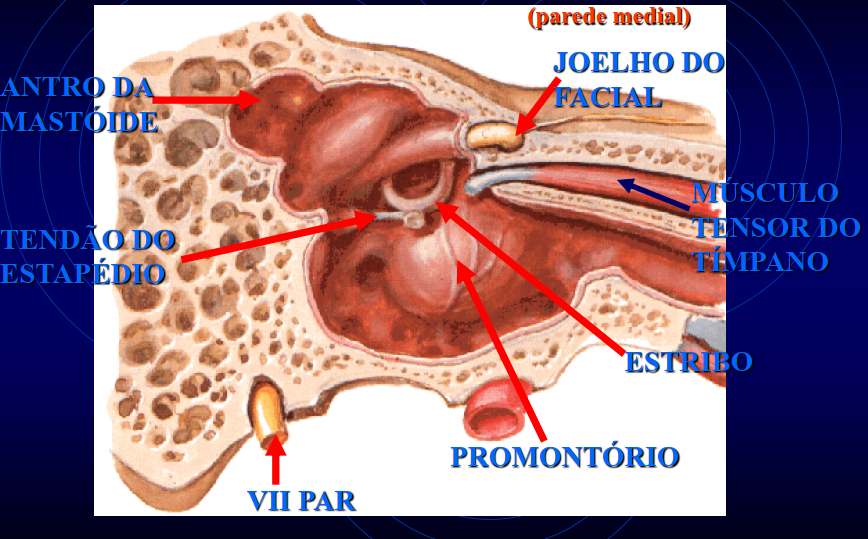 (parede medial)
JOELHO DO
FACIAL
ANTRO DA
MASTÓIDE
MÚSCULO
TENSOR DO
TÍMPANO
TENDÃO DO
ESTAPÉDIO
ESTRIBO
PROMONTÓRIO
VII PAR